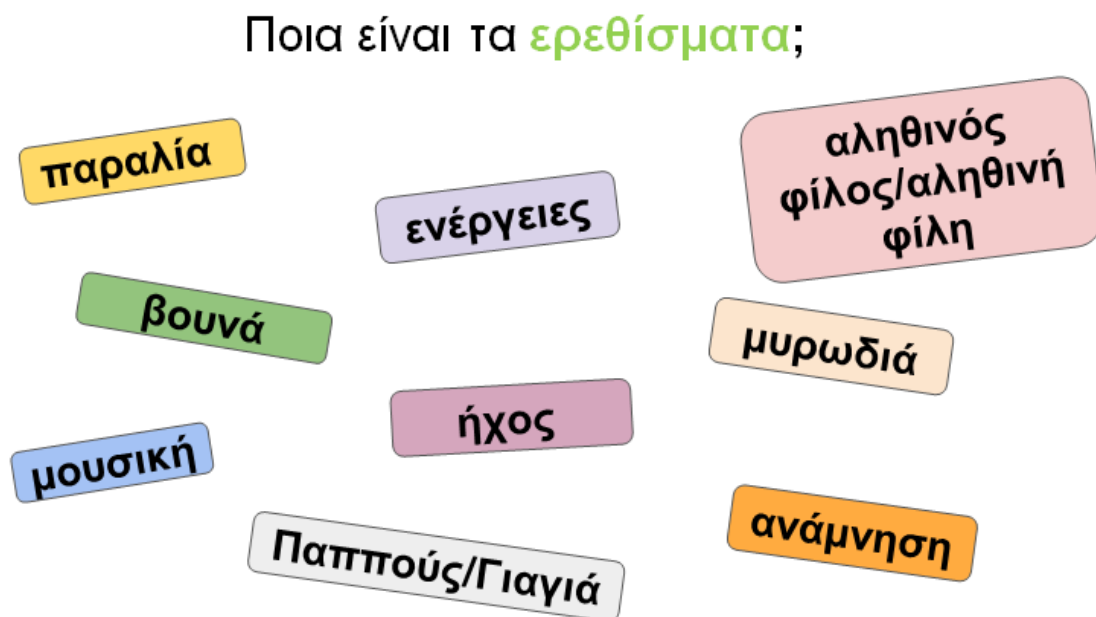 Ποια είναι τα ερεθίσματα;
παραλία
ενέργειες
αληθινός
φίλος/αληθινή
φίλη
βουνά
μυρωδιά
ήχος
μουσική
Παππούς/Γιαγιά
ανάμνηση